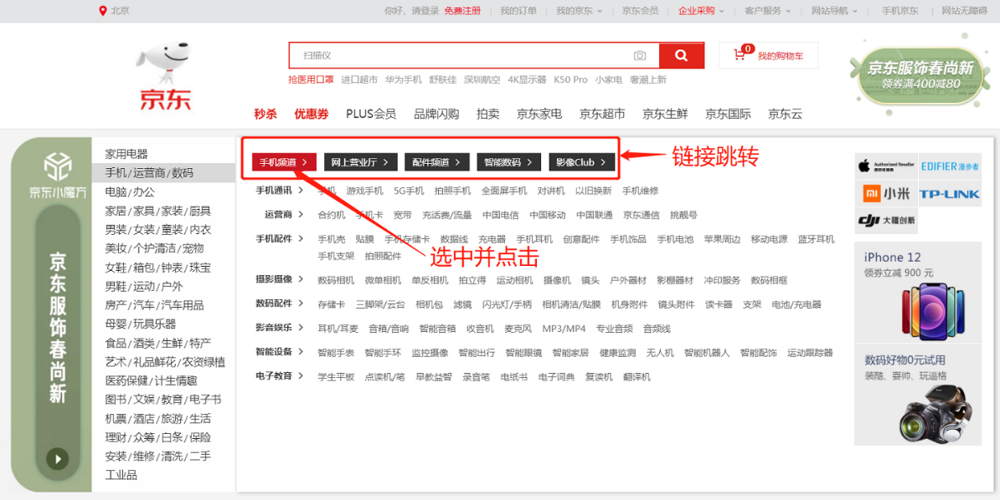 北京 你好，请登录 免费注册 我的订单 我的京东 京东会员 企业采购 客户服务 网站导航 手机京东 网站无障碍
京东
扫描仪
0 我的购物车
抢医用口罩 进口超市 华为手机 舒肤佳 深圳航空 4K显示器 K50 Pro 小家电 奢潮上新
京东服饰春尚新
领券满400减80
秒杀 优惠券 PLUS会员 品牌闪购 拍卖 京东家电 京东超市 京东生鲜 京东国际 京东云
京东小魔方
京东服饰春尚新
家用电器
手机/运营商/数码
电脑/办公
家居/家具/家装/厨具
男装/女装/童装/内衣
美妆/个护清洁/宠物
女鞋/箱包/钟表/珠宝
男鞋/运动/户外
房产/汽车/汽车用品
母婴/玩具乐器
食品/酒类/生鲜/特产
艺术/礼品鲜花/农资绿植
医药保健/计生情趣
图书/文娱/教育/电子书
机票/酒店/旅游/生活
理财/众筹/白条/保险
安装/维修/清洗/二手
工业品
手机频道 网上营业厅 配件频道 智能数码 影像Club
链接跳转
手机通讯 手机 游戏手机 5G手机 拍照手机 全面屏手机 对讲机 以旧换新 手机维修
运营商 合约机 手机卡 宽带 充话费/流量 中国电信 中国移动 中国联通 京东通信 挑靓号
手机配件 手机壳 贴膜 手机存储卡 数据线 充电器 手机耳机 创意配件 手机饰品 手机电池 苹果周边 移动电源 蓝牙耳机
手机支架 拍照配件
选中并点击
摄影摄像 数码相机 微单相机 单反相机 拍立得 运动相机 摄像机 镜头 户外器材 影棚器材 冲印服务 数码相框
数码配件 存储卡 三脚架/云台 相机包 滤镜 闪光灯/手柄 相机清洁/贴膜 机身附件 镜头附件 读卡器 支架 电池/充电器
影音娱乐 耳机/耳麦 音箱/音响 智能音箱 收音机 麦克风 MP3/MP4 专业音频 音频线
智能设备 智能手表 智能手环 监控摄像 智能出行 智能眼镜 智能家居 健康监测 无人机 智能机器人 智能配饰 运动跟踪器
电子教育 学生平板 点读机/笔 早教益智 录音笔 电纸书 电子词典 复读机 翻译机
Authorized Reseller
EDIFIER 漫步者
mi 小米 TP-LINK
dji 大疆创新
iPhone 12
领券立减 900 元
数码好物0元试用
装酷、耍帅、玩逼格